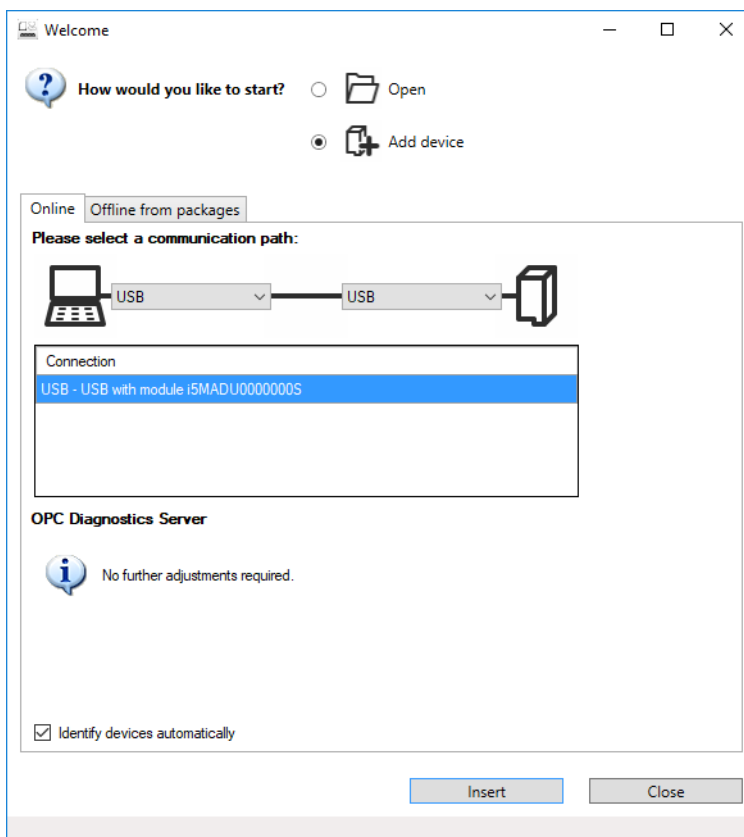 Welcome
How would you like to start?
Open
Add device
Online
Offline from packages
Please select a communication path:
USB
USB
Connection
USB - USB with module i5MADU0000000S
OPC Diagnostics Server
No further adjustments required.
Identify devices automatically
Insert
Close